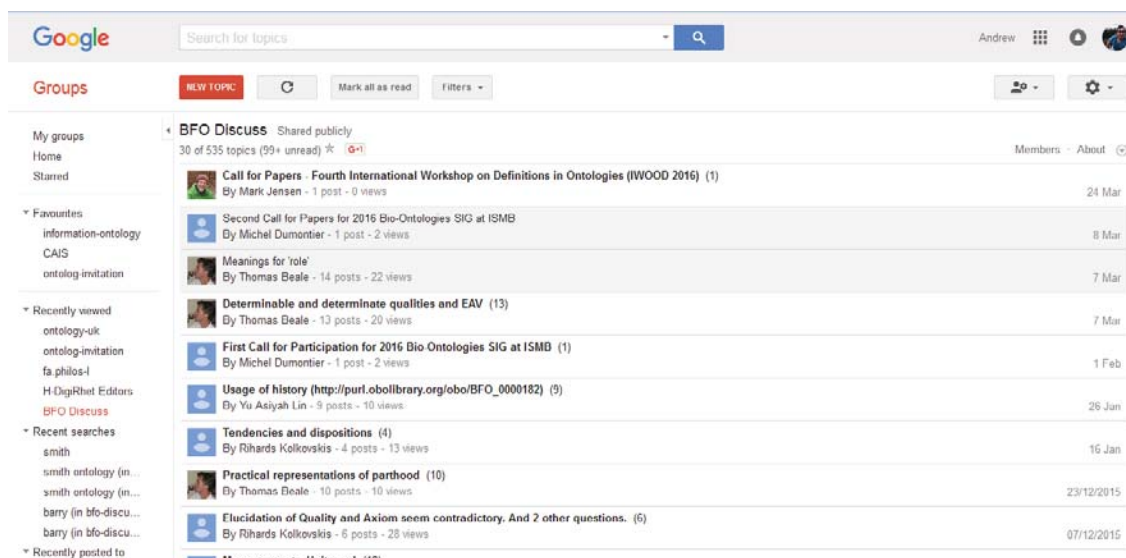 Google
Search for topics
Andrew
Groups
NEW TOPIC
Mark all as read
Filters
My groups
Home
Starred
Favourites
information-ontology
CAIS
ontolog-invitation
Recently viewed
ontology-uk
ontolog-invitation
fa.philos-l
H-DigiRhet Editors
BFO Discuss
Recent searches
smith
smith ontology (in...
smith ontology (in...
barry (in bfo-discu...
barry (in bfo-discu...
Recently posted to
BFO Discuss Shared publicly
30 of 535 topics (99+ unread) G+1
Members · About
Call for Papers - Fourth International Workshop on Definitions in Ontologies (IWOOD 2016) (1)
By Mark Jensen - 1 post - 0 views
24 Mar
Second Call for Papers for 2016 Bio-Ontologies SIG at ISMB
By Michel Dumontier - 1 post - 2 views
8 Mar
Meanings for 'role'
By Thomas Beale - 14 posts - 22 views
7 Mar
Determinable and determinate qualities and EAV (13)
By Thomas Beale - 13 posts - 20 views
7 Mar
First Call for Participation for 2016 Bio-Ontologies SIG at ISMB (1)
By Michel Dumontier - 1 post - 2 views
1 Feb
Usage of history (http://purl.obolibrary.org/obo/BFO_0000182) (9)
By Yu Asiyah Lin - 9 posts - 10 views
26 Jan
Tendencies and dispositions (4)
By Rihards Kolkovskis - 4 posts - 13 views
16 Jan
Practical representations of parthood (10)
By Thomas Beale - 10 posts - 10 views
23/12/2015
Elucidation of Quality and Axiom seem contradictory. And 2 other questions. (6)
By Rihards Kolkovskis - 6 posts - 28 views
07/12/2015